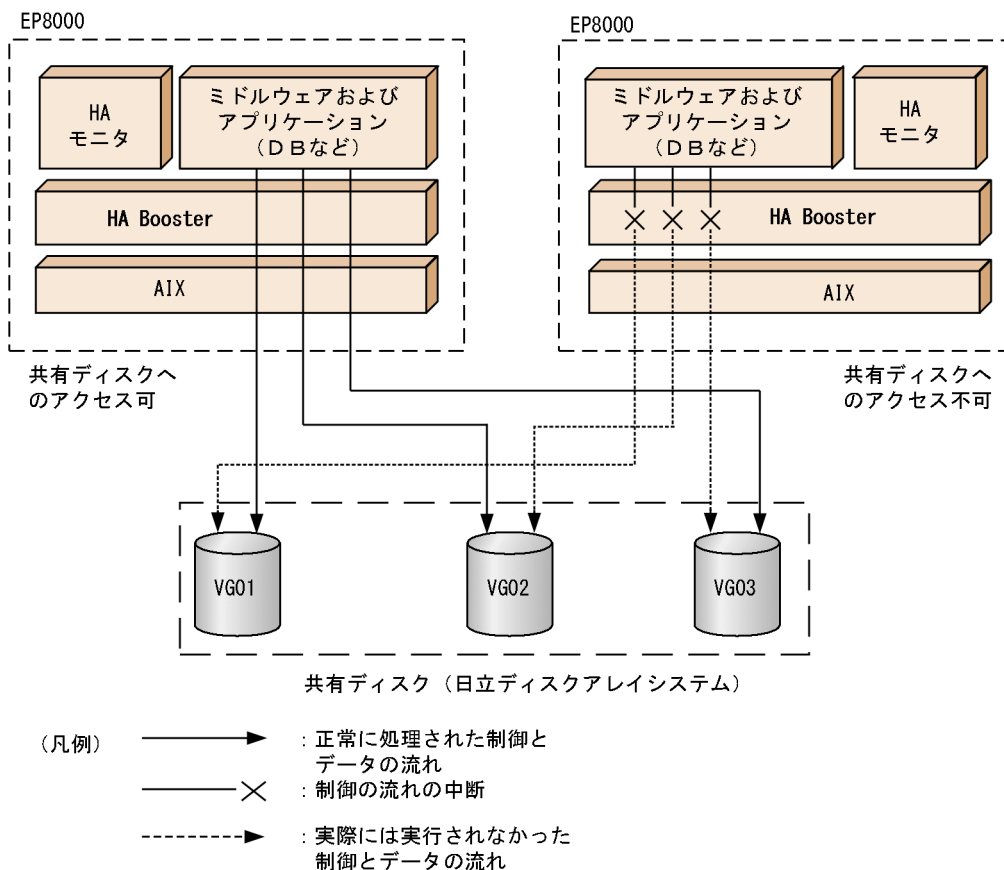 EP8000
HA
モニタ
ミドルウェアおよび
アプリケーション
（ＤＢなど）
HA Booster
AIX
共有ディスクへ
のアクセス可
EP8000
ミドルウェアおよび
アプリケーション
（ＤＢなど）
HA
モニタ
HA Booster
AIX
共有ディスクへ
のアクセス不可
VG01
VG02
VG03
共有ディスク（日立ディスクアレイシステム）
（凡例）
：正常に処理された制御と
データの流れ
：制御の流れの中断
：実際には実行されなかった
制御とデータの流れ